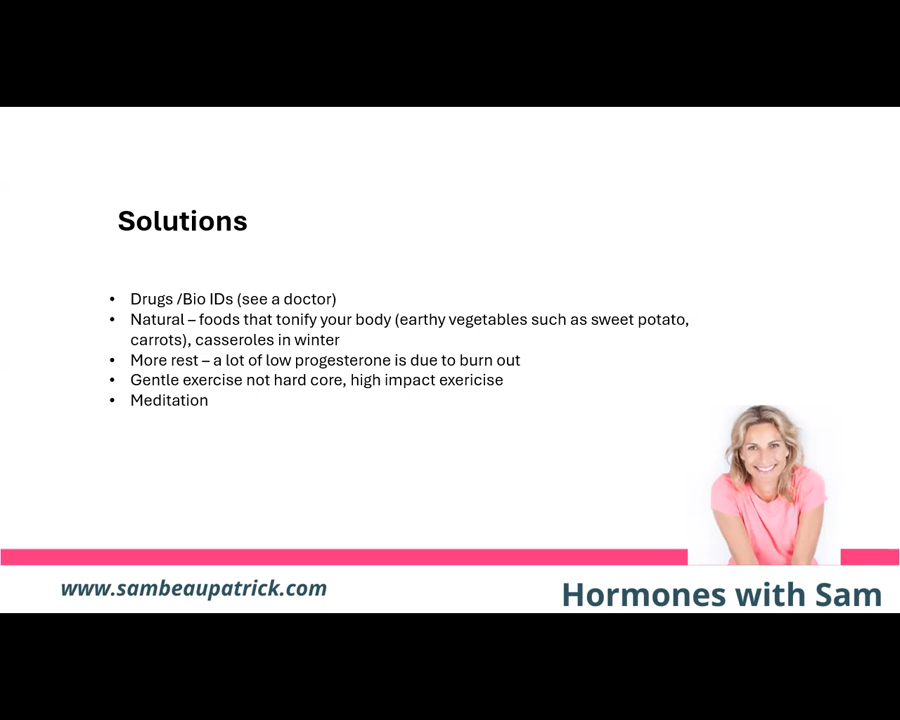 Solutions
• Drugs /Bio IDs (see a doctor)
• Natural – foods that tonify your body (earthy vegetables such as sweet potato,
carrots), casseroles in winter
• More rest – a lot of low progesterone is due to burn out
• Gentle exercise not hard core, high impact exericise
• Meditation
www.sambeaupatrick.com
Hormones with Sam